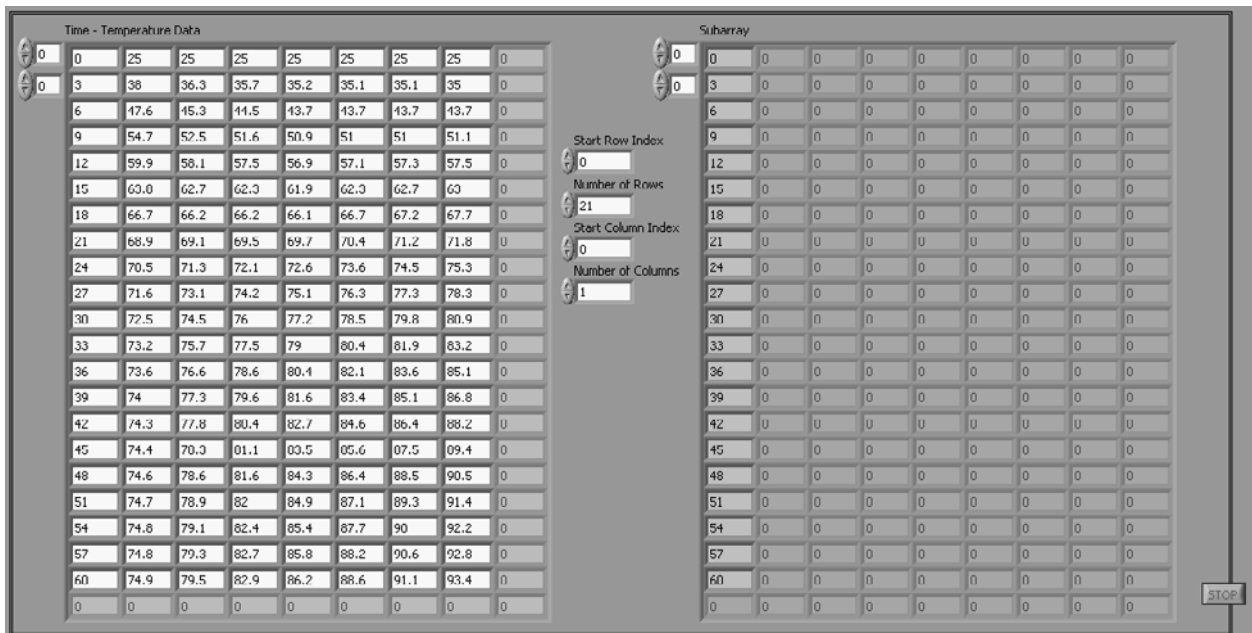 Time - Temperature Data
0
0
0 25 25 25 25 25 25 25 0
3 38 36.3 35.7 35.2 35.1 35.1 35 0
6 47.6 45.3 44.5 43.7 43.7 43.7 43.7 0
9 54.7 52.5 51.6 50.9 51 51 51.1 0
12 59.9 58.1 57.5 56.9 57.1 57.3 57.5 0
15 63.8 62.7 62.3 61.9 62.3 62.7 63 0
18 66.7 66.2 66.2 66.1 66.7 67.2 67.7 0
21 68.9 69.1 69.5 69.7 70.4 71.2 71.8 0
24 70.5 71.3 72.1 72.6 73.6 74.5 75.3 0
27 71.6 73.1 74.2 75.1 76.3 77.3 78.3 0
30 72.5 74.5 76 77.2 78.5 79.8 80.9 0
33 73.2 75.7 77.5 79 80.4 81.9 83.2 0
36 73.6 76.6 78.6 80.4 82.1 83.6 85.1 0
39 74 77.3 79.6 81.6 83.4 85.1 86.8 0
42 74.3 77.8 80.4 82.7 84.6 86.4 88.2 0
45 74.4 78.3 81.1 83.5 85.6 87.5 89.4 0
48 74.6 78.6 81.6 84.3 86.4 88.5 90.5 0
51 74.7 78.9 82 84.9 87.1 89.3 91.4 0
54 74.8 79.1 82.4 85.4 87.7 90 92.2 0
57 74.8 79.3 82.7 85.8 88.2 90.6 92.8 0
60 74.9 79.5 82.9 86.2 88.6 91.1 93.4 0
0 0 0 0 0 0 0 0 0
Start Row Index
0
Number of Rows
21
Start Column Index
0
Number of Columns
1
Subarray
0
0
0 0 0 0 0 0 0 0 0
3 0 0 0 0 0 0 0 0
6 0 0 0 0 0 0 0 0
9 0 0 0 0 0 0 0 0
12 0 0 0 0 0 0 0 0
15 0 0 0 0 0 0 0 0
18 0 0 0 0 0 0 0 0
21 0 0 0 0 0 0 0 0
24 0 0 0 0 0 0 0 0
27 0 0 0 0 0 0 0 0
30 0 0 0 0 0 0 0 0
33 0 0 0 0 0 0 0 0
36 0 0 0 0 0 0 0 0
39 0 0 0 0 0 0 0 0
42 0 0 0 0 0 0 0 0
45 0 0 0 0 0 0 0 0
48 0 0 0 0 0 0 0 0
51 0 0 0 0 0 0 0 0
54 0 0 0 0 0 0 0 0
57 0 0 0 0 0 0 0 0
60 0 0 0 0 0 0 0 0
0 0 0 0 0 0 0 0 0
STOP